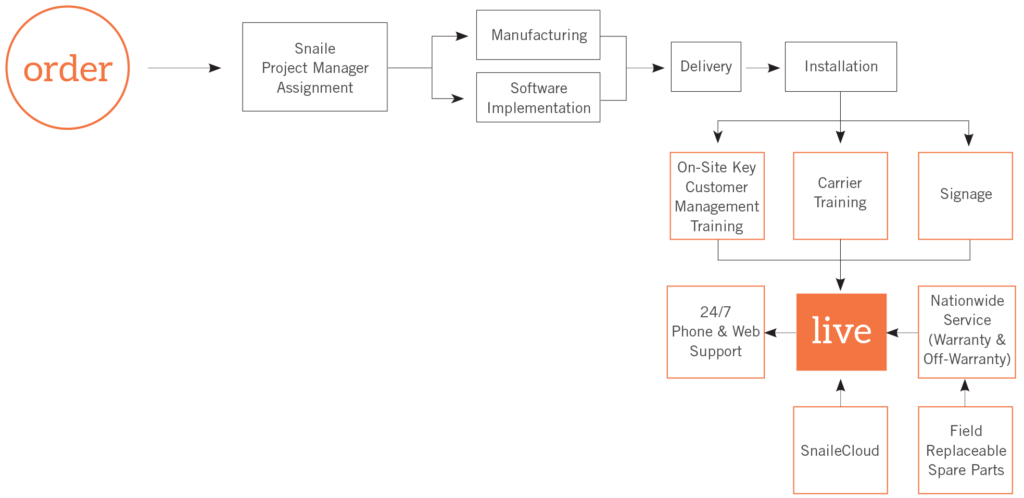 order
Snaile
Project Manager
Assignment
Manufacturing
Software
Implementation
Delivery
Installation
On-Site Key
Customer
Management
Training
Carrier
Training
Signage
24/7
Phone & Web
Support
live
Nationwide
Service
(Warranty &
Off-Warranty)
SnaileCloud
Field
Replaceable
Spare Parts